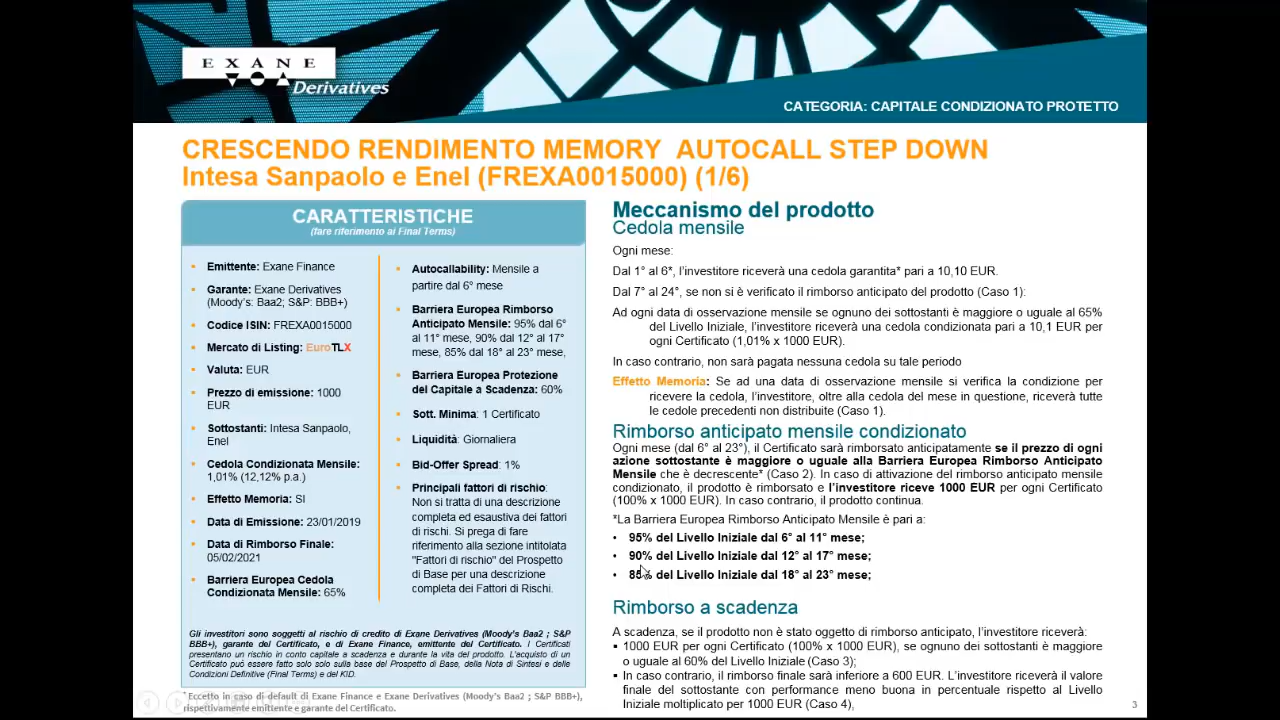 EXANE
Derivatives
CATEGORIA: CAPITALE CONDIZIONATO PROTETTO
CRESCENDO RENDIMENTO MEMORY AUTOCALL STEP DOWN
Intesa Sanpaolo e Enel (FREXA0015000) (1/6)
CARATTERISTICHE
(fare riferimento ai Final Terms)
• Emittente: Exane Finance
• Garante: Exane Derivatives
(Moody's: Baa2; S&P: BBB+)
• Codice ISIN: FREXA0015000
• Mercato di Listing: EuroTLX
• Valuta: EUR
• Prezzo di emissione: 1000
EUR
• Sottostanti: Intesa Sanpaolo,
Enel
• Cedola Condizionata Mensile:
1,01% (12,12% p.a.)
• Effetto Memoria: SI
• Data di Emissione: 23/01/2019
• Data di Rimborso Finale:
05/02/2021
• Barriera Europea Cedola
Condizionata Mensile: 65%
• Autocallability: Mensile a
partire dal 6° mese
• Barriera Europea Rimborso
Anticipato Mensile: 95% dal 6°
al 11° mese, 90% dal 12° al 17°
mese, 85% dal 18° al 23° mese,
• Barriera Europea Protezione
del Capitale a Scadenza: 60%
• Sott. Minima: 1 Certificato
• Liquidità: Giornaliera
• Bid-Offer Spread: 1%
• Principali fattori di rischio:
Non si tratta di una descrizione
completa ed esaustiva dei fattori
di rischi. Si prega di fare
riferimento alla sezione intitolata
"Fattori di rischio" del Prospetto
di Base per una descrizione
completa dei Fattori di Rischi.
Gli investitori sono soggetti al rischio di credito di Exane Derivatives (Moody's Baa2 ; S&P
BBB+), garante del Certificato, e di Exane Finance, emittente del Certificato. I Certificati
presentano un rischio in conto capitale a scadenza e durante la vita del prodotto. L'acquisto di un
Certificato può essere fatto solo solo sulla base del Prospetto di Base, della Nota di Sintesi e delle
Condizioni Definitive (Final Terms) e del KID.
*Eccetto in caso di default di Exane Finance e Exane Derivatives (Moody's Baa2 ; S&P BBB+),
rispettivamente emittente e garante del Certificato.
Meccanismo del prodotto
Cedola mensile
Ogni mese:
Dal 1° al 6*, l'investitore riceverà una cedola garantita* pari a 10,10 EUR.
Dal 7° al 24°, se non si è verificato il rimborso anticipato del prodotto (Caso 1):
Ad ogni data di osservazione mensile se ognuno dei sottostanti è maggiore o uguale al 65%
del Livello Iniziale, l'investitore riceverà una cedola condizionata pari a 10,1 EUR per
ogni Certificato (1,01% x 1000 EUR).
In caso contrario, non sarà pagata nessuna cedola su tale periodo
Effetto Memoria: Se ad una data di osservazione mensile si verifica la condizione per
ricevere la cedola, l'investitore, oltre alla cedola del mese in questione, riceverà tutte
le cedole precedenti non distribuite (Caso 1).
Rimborso anticipato mensile condizionato
Ogni mese (dal 6° al 23°), il Certificato sarà rimborsato anticipatamente se il prezzo di ogni
azione sottostante è maggiore o uguale alla Barriera Europea Rimborso Anticipato
Mensile che è decrescente* (Caso 2). In caso di attivazione del rimborso anticipato mensile
condizionato, il prodotto è rimborsato e l'investitore riceve 1000 EUR per ogni Certificato
(100% x 1000 EUR). In caso contrario, il prodotto continua.
*La Barriera Europea Rimborso Anticipato Mensile è pari a:
• 95% del Livello Iniziale dal 6° al 11° mese;
• 90% del Livello Iniziale dal 12° al 17° mese;
• 85% del Livello Iniziale dal 18° al 23° mese;
Rimborso a scadenza
A scadenza, se il prodotto non è stato oggetto di rimborso anticipato, l'investitore riceverà:
▪ 1000 EUR per ogni Certificato (100% x 1000 EUR), se ognuno dei sottostanti è maggiore
o uguale al 60% del Livello Iniziale (Caso 3);
▪ In caso contrario, il rimborso finale sarà inferiore a 600 EUR. L'investitore riceverà il valore
finale del sottostante con performance meno buona in percentuale rispetto al Livello
Iniziale moltiplicato per 1000 EUR (Caso 4),
3